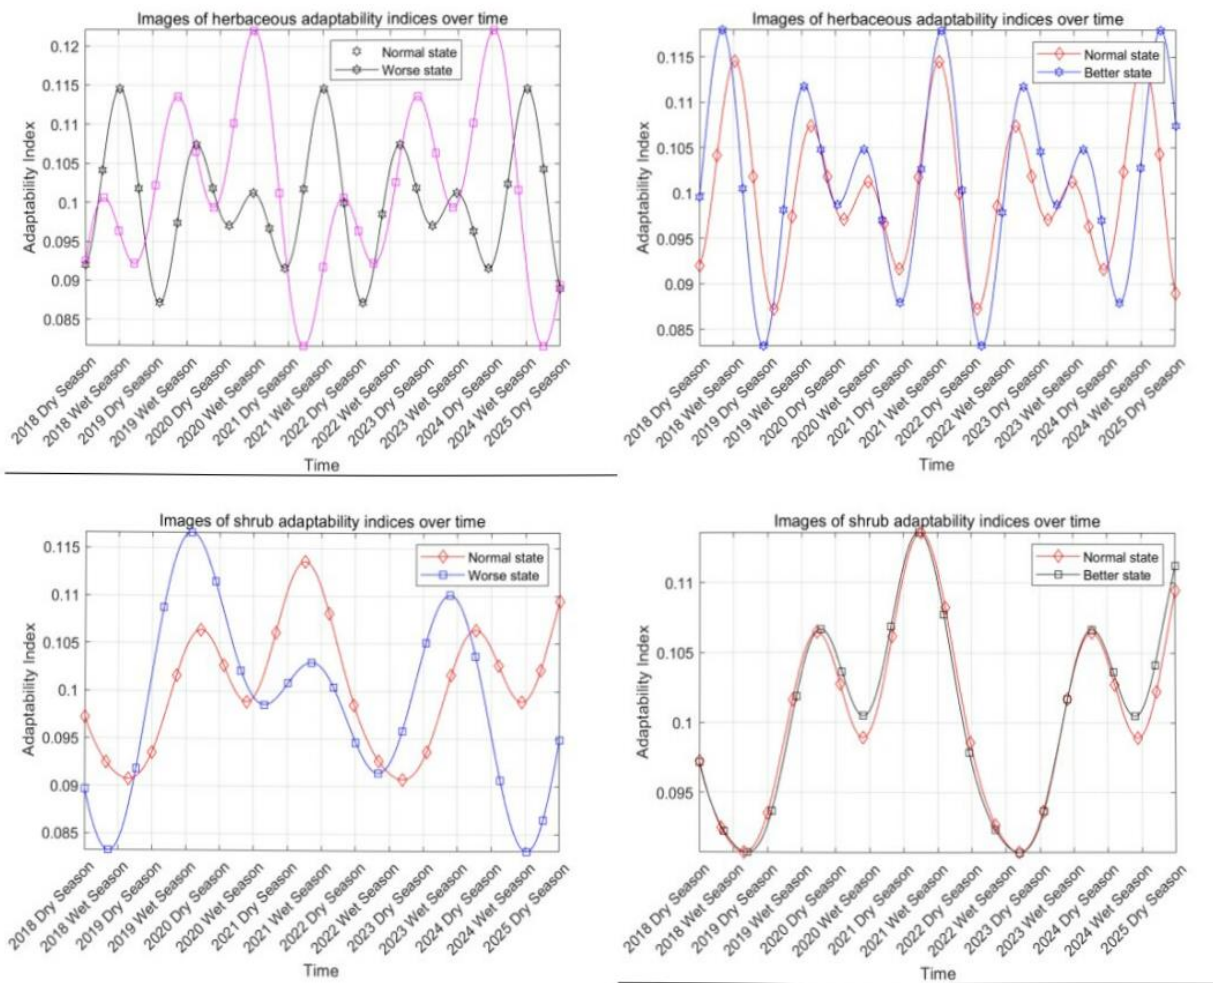 Images of herbaceous adaptability indices over time
Normal state
Worse state
0.12
0.115
0.11
0.105
0.1
0.095
0.09
0.085
Adaptability Index
2018 Dry Season
2018 Wet Season
2019 Dry Season
2019 Wet Season
2020 Dry Season
2020 Wet Season
2021 Dry Season
2021 Wet Season
2022 Dry Season
2022 Wet Season
2023 Dry Season
2023 Wet Season
2024 Dry Season
2024 Wet Season
2025 Dry Season
Time
Images of herbaceous adaptability indices over time
Normal state
Better state
0.115
0.11
0.105
0.1
0.095
0.09
0.085
Adaptability Index
2018 Dry Season
2018 Wet Season
2019 Dry Season
2019 Wet Season
2020 Dry Season
2020 Wet Season
2021 Dry Season
2021 Wet Season
2022 Dry Season
2022 Wet Season
2023 Dry Season
2023 Wet Season
2024 Dry Season
2024 Wet Season
2025 Dry Season
Time
Images of shrub adaptability indices over time
Normal state
Worse state
0.115
0.11
0.105
0.1
0.095
0.09
0.085
Adaptability Index
2018 Dry Season
2018 Wet Season
2019 Dry Season
2019 Wet Season
2020 Dry Season
2020 Wet Season
2021 Dry Season
2021 Wet Season
2022 Dry Season
2022 Wet Season
2023 Dry Season
2023 Wet Season
2024 Dry Season
2024 Wet Season
2025 Dry Season
Time
Images of shrub adaptability indices over time
Normal state
Better state
0.11
0.105
0.1
0.095
Adaptability Index
2018 Dry Season
2018 Wet Season
2019 Dry Season
2019 Wet Season
2020 Dry Season
2020 Wet Season
2021 Dry Season
2021 Wet Season
2022 Dry Season
2022 Wet Season
2023 Dry Season
2023 Wet Season
2024 Dry Season
2024 Wet Season
2025 Dry Season
Time